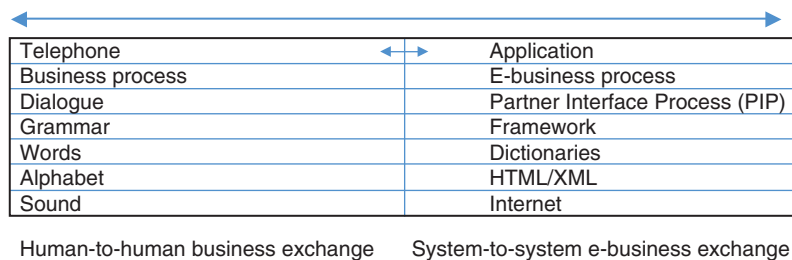 Telephone Application
Business process E-business process
Dialogue Partner Interface Process (PIP)
Grammar Framework
Words Dictionaries
Alphabet HTML/XML
Sound Internet
Human-to-human business exchange System-to-system e-business exchange